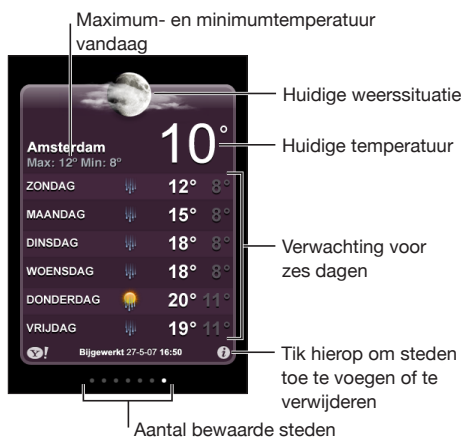 Maximum- en minimumtemperatuur
vandaag
Huidige weerssituatie
10°
Huidige temperatuur
Amsterdam
Max: 12° Min: 8°
ZONDAG 12° 8°
MAANDAG 15° 8°
DINSDAG 18° 8°
WOENSDAG 18° 8°
DONDERDAG 20° 11°
VRIJDAG 19° 11°
Verwachting voor
zes dagen
Y! Bijgewerkt 27-5-07 16:50 i
Tik hierop om steden
toe te voegen of te
verwijderen
Aantal bewaarde steden